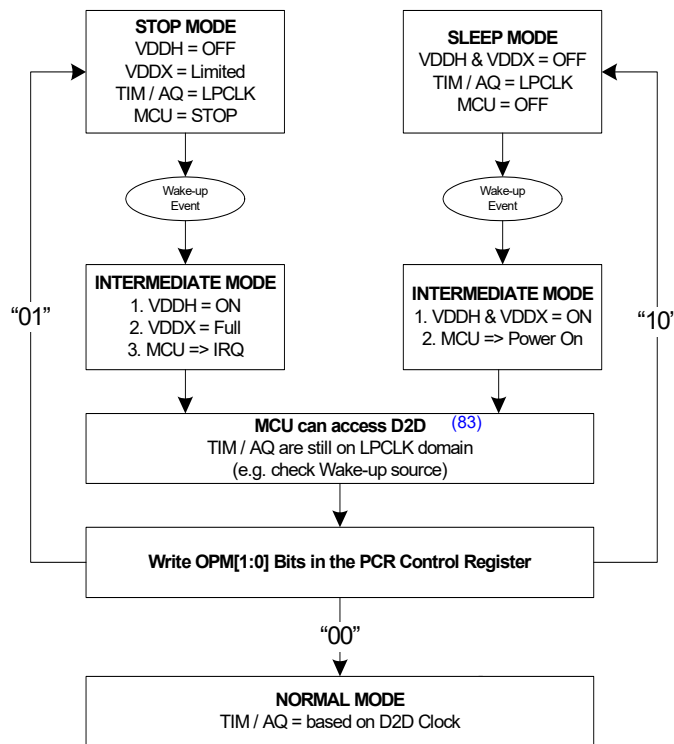 STOP MODE
VDDH = OFF
VDDX = Limited
TIM / AQ = LPCLK
MCU = STOP
SLEEP MODE
VDDH & VDDX = OFF
TIM / AQ = LPCLK
MCU = OFF
Wake-up
Event
Wake-up
Event
INTERMEDIATE MODE
1. VDDH = ON
2. VDDX = Full
3. MCU => IRQ
INTERMEDIATE MODE
1. VDDH & VDDX = ON
2. MCU => Power On
“01”
“10’
MCU can access D2D (83)
TIM / AQ are still on LPCLK domain
(e.g. check Wake-up source)
Write OPM[1:0] Bits in the PCR Control Register
“00”
NORMAL MODE
TIM / AQ = based on D2D Clock